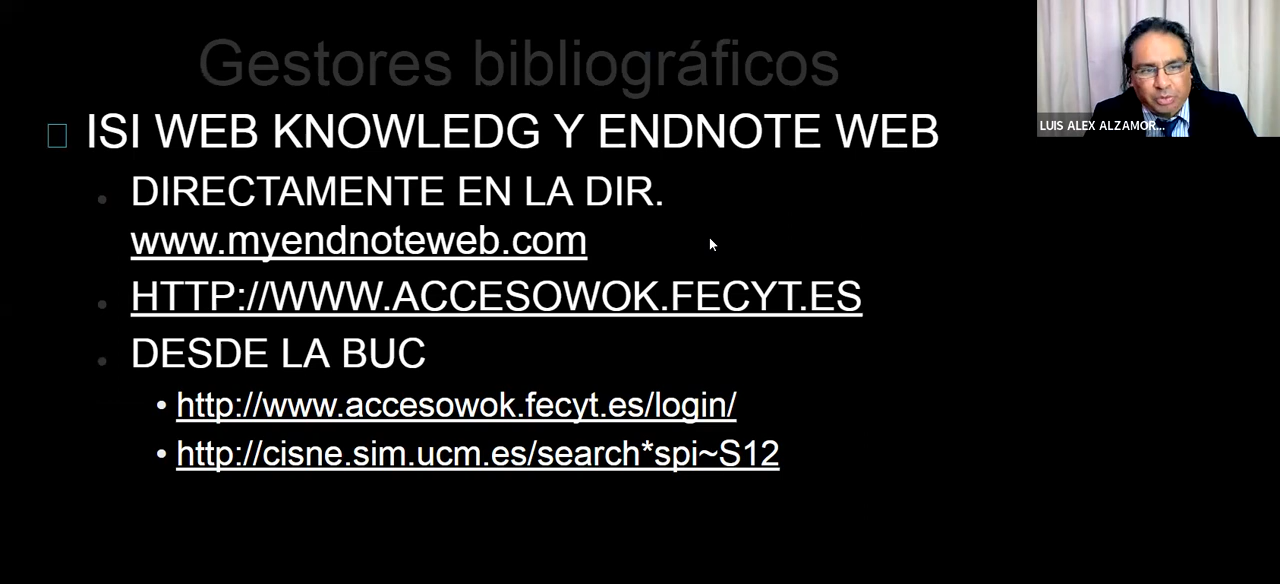 Gestores bibliográficos
ISI WEB KNOWLEDG Y ENDNOTE WEB
DIRECTAMENTE EN LA DIR.
www.myendnoteweb.com
HTTP://WWW.ACCESOWOK.FECYT.ES
DESDE LA BUC
http://www.accesowok.fecyt.es/login/
http://cisne.sim.ucm.es/search*spi~S12
LUIS ALEX ALZAMOR...